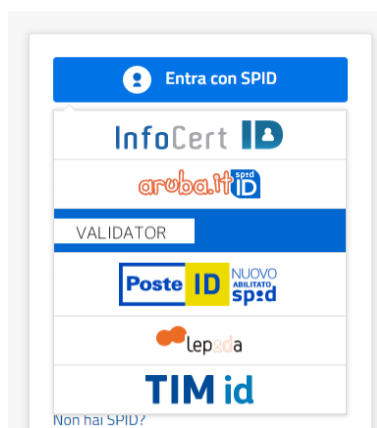 Entra con SPID
InfoCert ID
aruba.it spid ID
VALIDATOR
Poste ID NUOVO
ABILITATO
spid
lepida
TIM id
Non hai SPID?